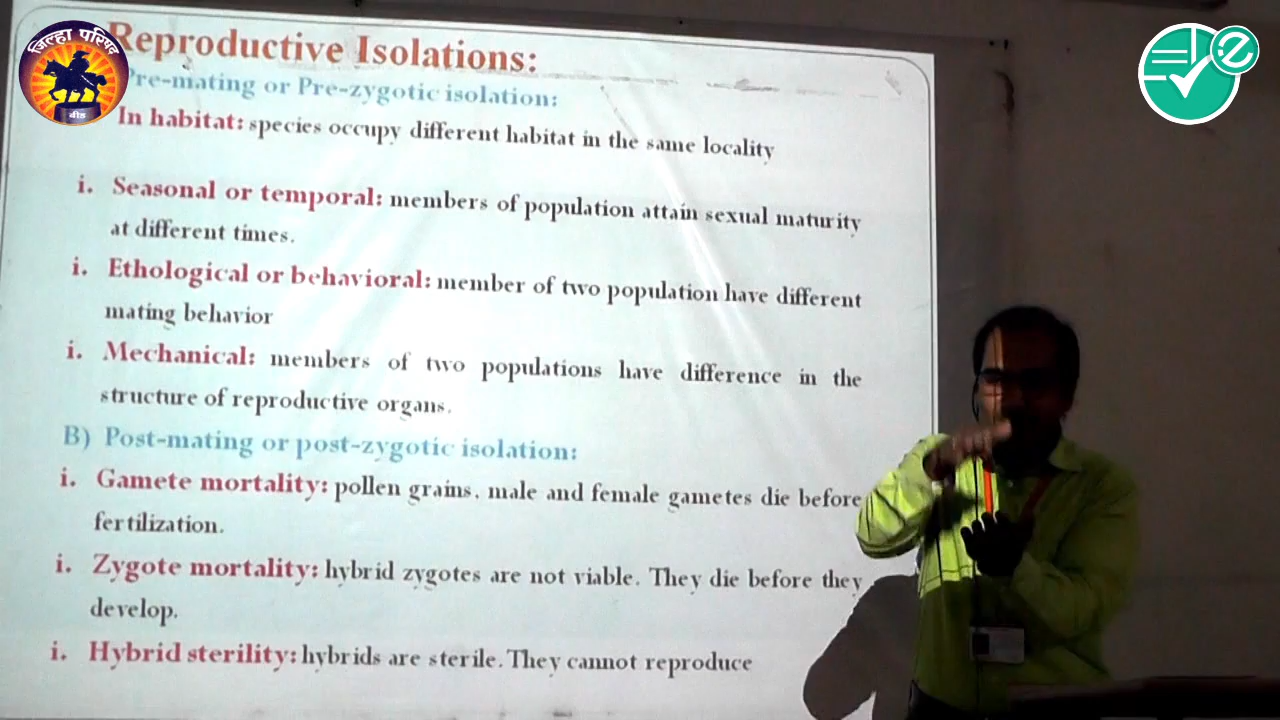 जिल्हा परिषद
बीड
Reproductive Isolations:
Pre-mating or Pre-zygotic isolation:
In habitat: species occupy different habitat in the same locality
i. Seasonal or temporal: members of population attain sexual maturity
at different times.
i. Ethological or behavioral: member of two population have different
mating behavior
i. Mechanical: members of two populations have difference in the
structure of reproductive organs.
B) Post-mating or post-zygotic isolation:
i. Gamete mortality: pollen grains, male and female gametes die before
fertilization.
i. Zygote mortality: hybrid zygotes are not viable. They die before they
develop.
i. Hybrid sterility: hybrids are sterile. They cannot reproduce